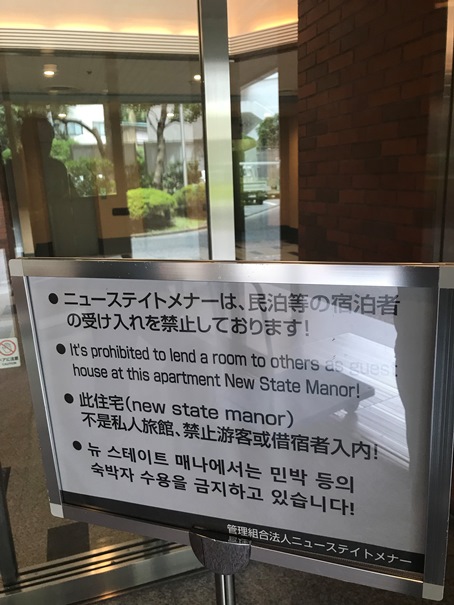 ● ニューステイトメナーは、民泊等の宿泊者
の受け入れを禁止しております!
● It's prohibited to lend a room to others as guest
house at this apartment New State Manor!
● 此住宅(new state manor)
不是私人旅館、禁止游客或借宿者入内!
● 뉴 스테이트 매나에서는 민박 등의
숙박자 수용을 금지하고 있습니다!
管理組合法人ニューステイトメナー